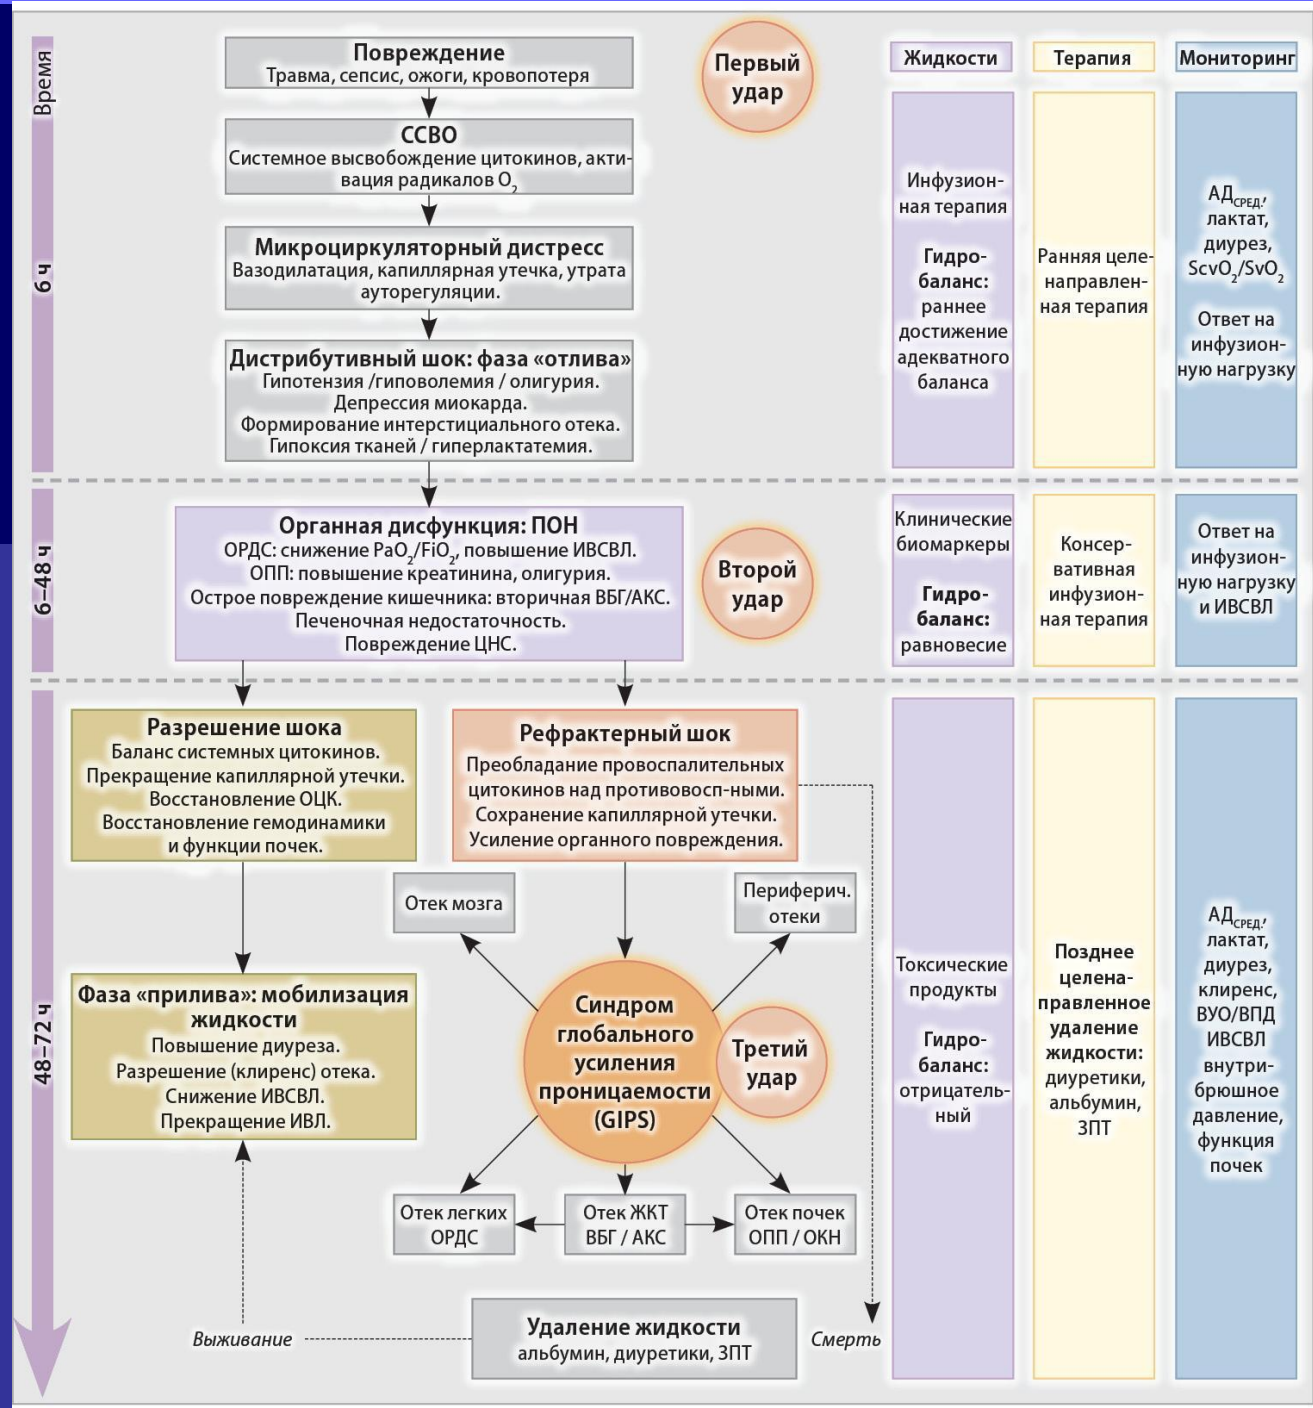 Время
6 ч
6–48 ч
48–72 ч
Повреждение
Травма, сепсис, ожоги, кровопотеря
Первый
удар
ССВО
Системное высвобождение цитокинов, акти-
вация радикалов O₂
Микроциркуляторный дистресс
Вазодилатация, капиллярная утечка, утрата
ауторегуляции.
Дистрибутивный шок: фаза «отлива»
Гипотензия /гиповолемия / олигурия.
Депрессия миокарда.
Формирование интерстициального отека.
Гипоксия тканей / гиперлактатемия.
Жидкости
Инфузион-
ная терапия
Гидро-
баланс:
раннее
достижение
адекватного
баланса
Терапия
Ранняя целе-
направлен-
ная терапия
Мониторинг
АДСРЕД.,
лактат,
диурез,
ScvO₂/SvO₂
Ответ на
инфузион-
ную нагрузку
Органная дисфункция: ПОН
ОРДС: снижение PaO₂/FiO₂, повышение ИВСВЛ.
ОПП: повышение креатинина, олигурия.
Острое повреждение кишечника: вторичная ВБГ/АКС.
Печеночная недостаточность.
Повреждение ЦНС.
Второй
удар
Клинические
биомаркеры
Гидро-
баланс:
равновесие
Консер-
вативная
инфузион-
ная терапия
Ответ на
инфузион-
ную нагрузку
и ИВСВЛ
Разрешение шока
Баланс системных цитокинов.
Прекращение капиллярной утечки.
Восстановление ОЦК.
Восстановление гемодинамики
и функции почек.
Рефрактерный шок
Преобладание провоспалительных
цитокинов над противовосп-ными.
Сохранение капиллярной утечки.
Усиление органного повреждения.
Отек мозга
Периферич.
отеки
Фаза «прилива»: мобилизация
жидкости
Повышение диуреза.
Разрешение (клиренс) отека.
Снижение ИВСВЛ.
Прекращение ИВЛ.
Синдром
глобального
усиления
проницаемости
(GIPS)
Третий
удар
Отек легких
ОРДС
Отек ЖКТ
ВБГ / АКС
Отек почек
ОПП / ОКН
Выживание
Удаление жидкости
альбумин, диуретики, ЗПТ
Смерть
Токсические
продукты
Гидро-
баланс:
отрицатель-
ный
Позднее
целена-
правленное
удаление
жидкости:
диуретики,
альбумин,
ЗПТ
АДСРЕД.,
лактат,
диурез,
клиренс,
ВУО/ВПД
ИВСВЛ
внутри-
брюшное
давление,
функция
почек